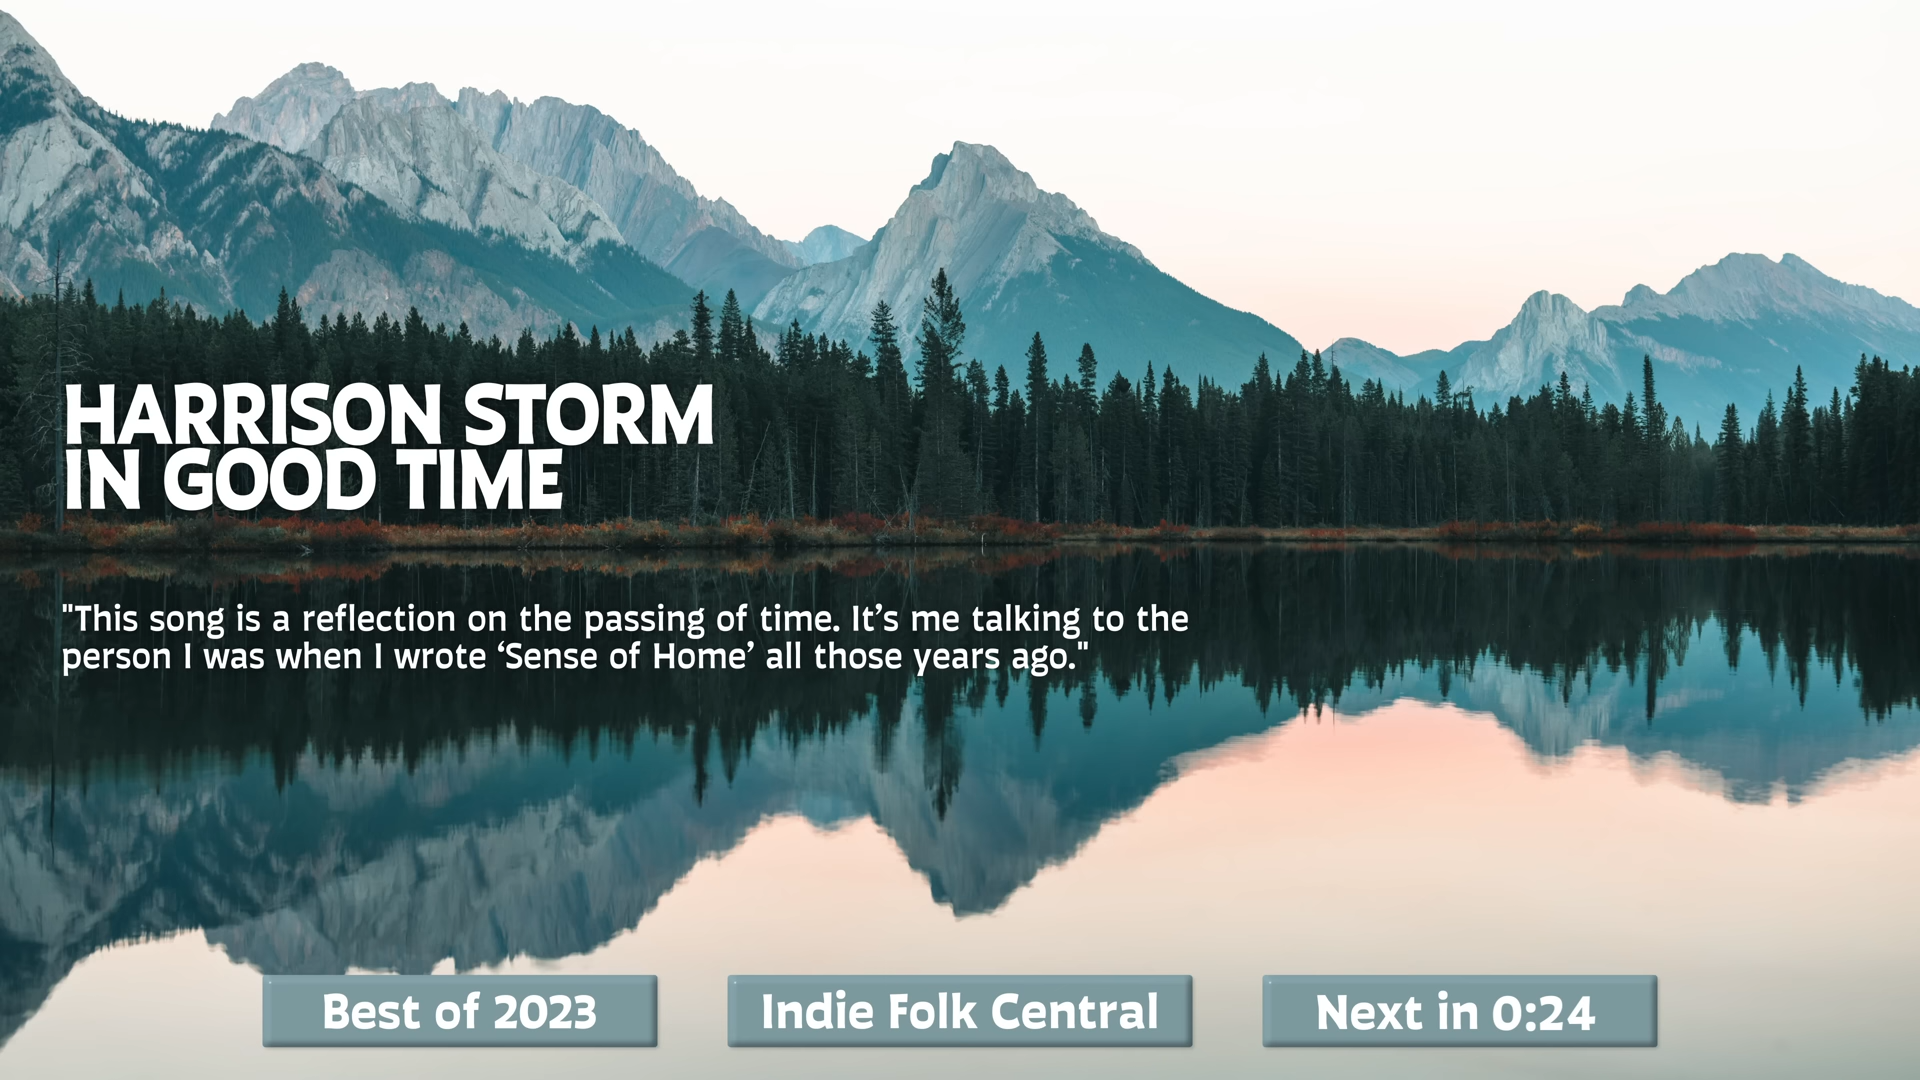 HARRISON STORM
IN GOOD TIME
"This song is a reflection on the passing of time. It’s me talking to the
person I was when I wrote ‘Sense of Home’ all those years ago."
Best of 2023
Indie Folk Central
Next in 0:24